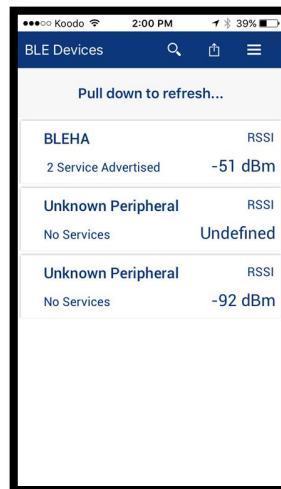 Koodo 2:00 PM 39%
BLE Devices
Pull down to refresh...
BLEHA RSSI
2 Service Advertised -51 dBm
Unknown Peripheral RSSI
No Services Undefined
Unknown Peripheral RSSI
No Services -92 dBm